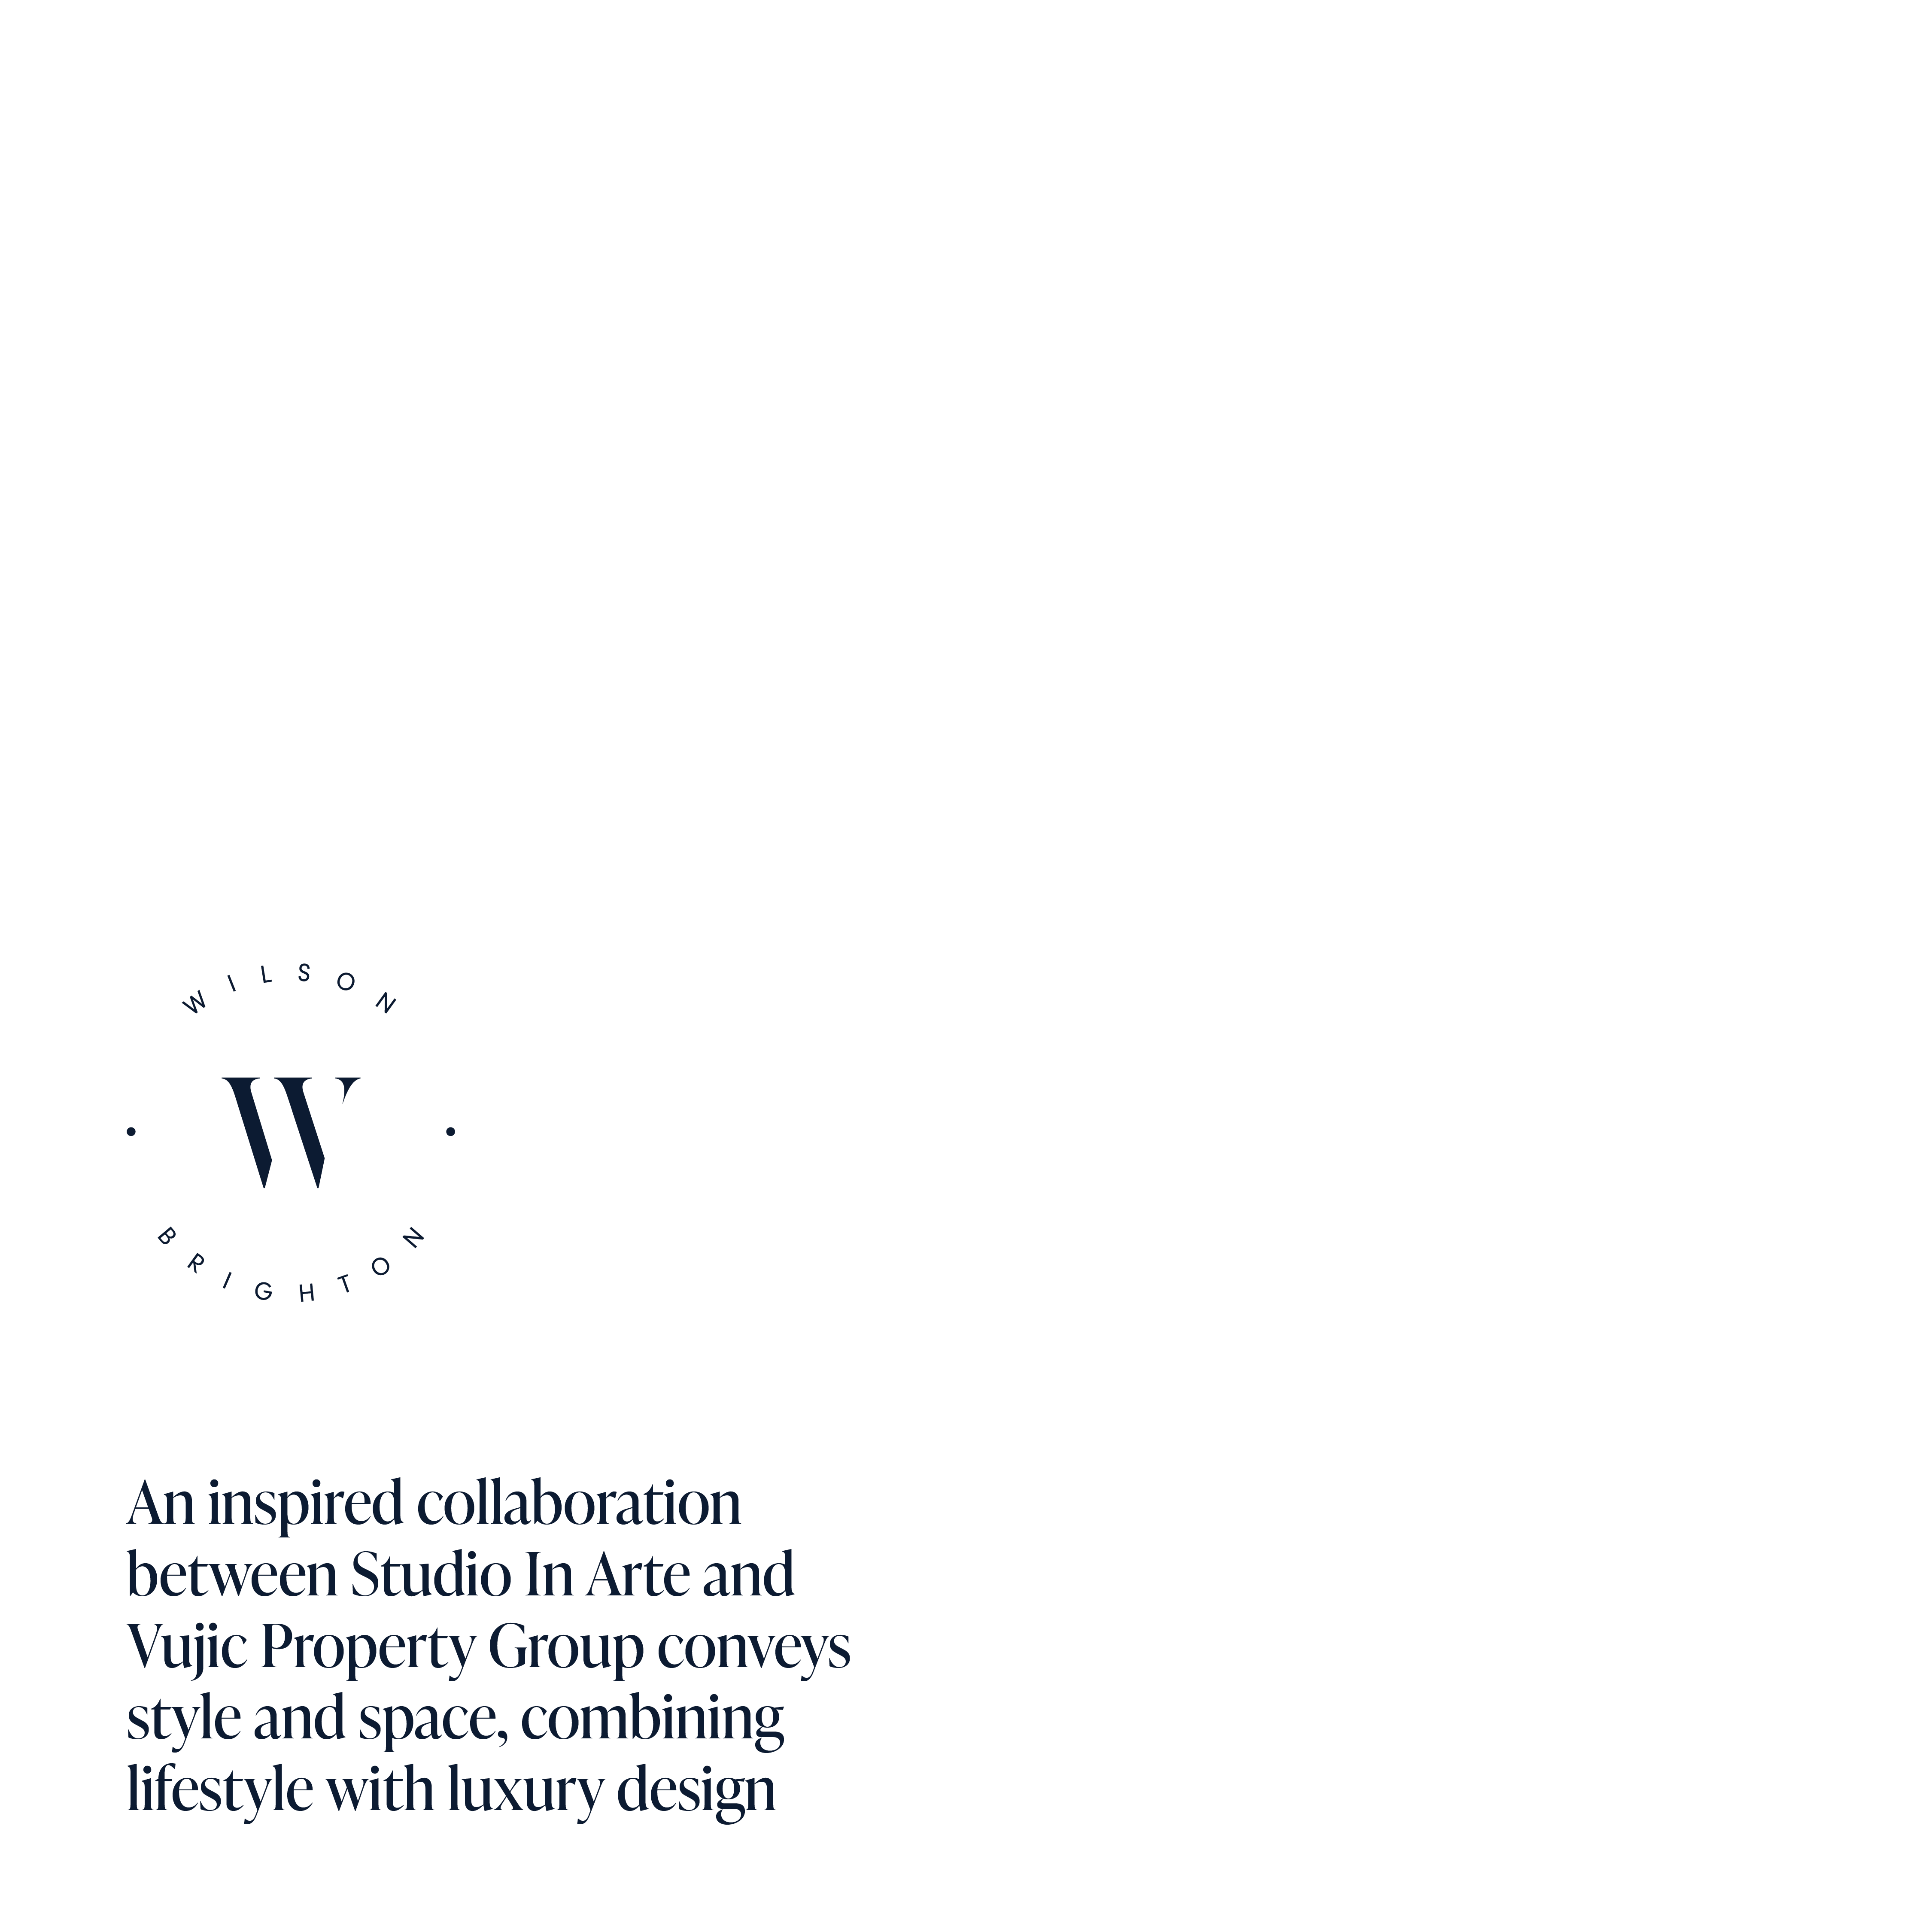 WILSON
W
BRIGHTON
An inspired collaboration
between Studio In Arte and
Vujic Property Group conveys
style and space, combining
lifestyle with luxury design